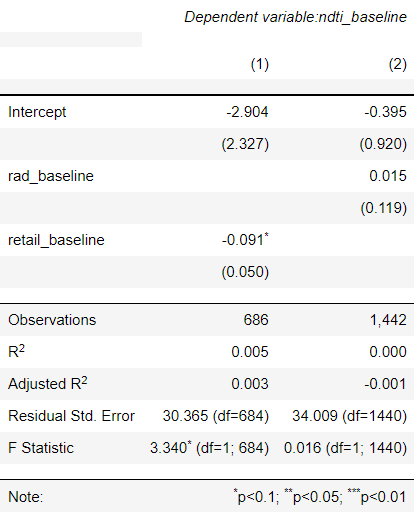 Dependent variable:ndti_baseline
(1) (2)
Intercept -2.904 -0.395
(2.327) (0.920)
rad_baseline 0.015
(0.119)
retail_baseline -0.091*
(0.050)
Observations 686 1,442
R2 0.005 0.000
Adjusted R2 0.003 -0.001
Residual Std. Error 30.365 (df=684) 34.009 (df=1440)
F Statistic 3.340* (df=1; 684) 0.016 (df=1; 1440)
Note: *p<0.1; **p<0.05; ***p<0.01